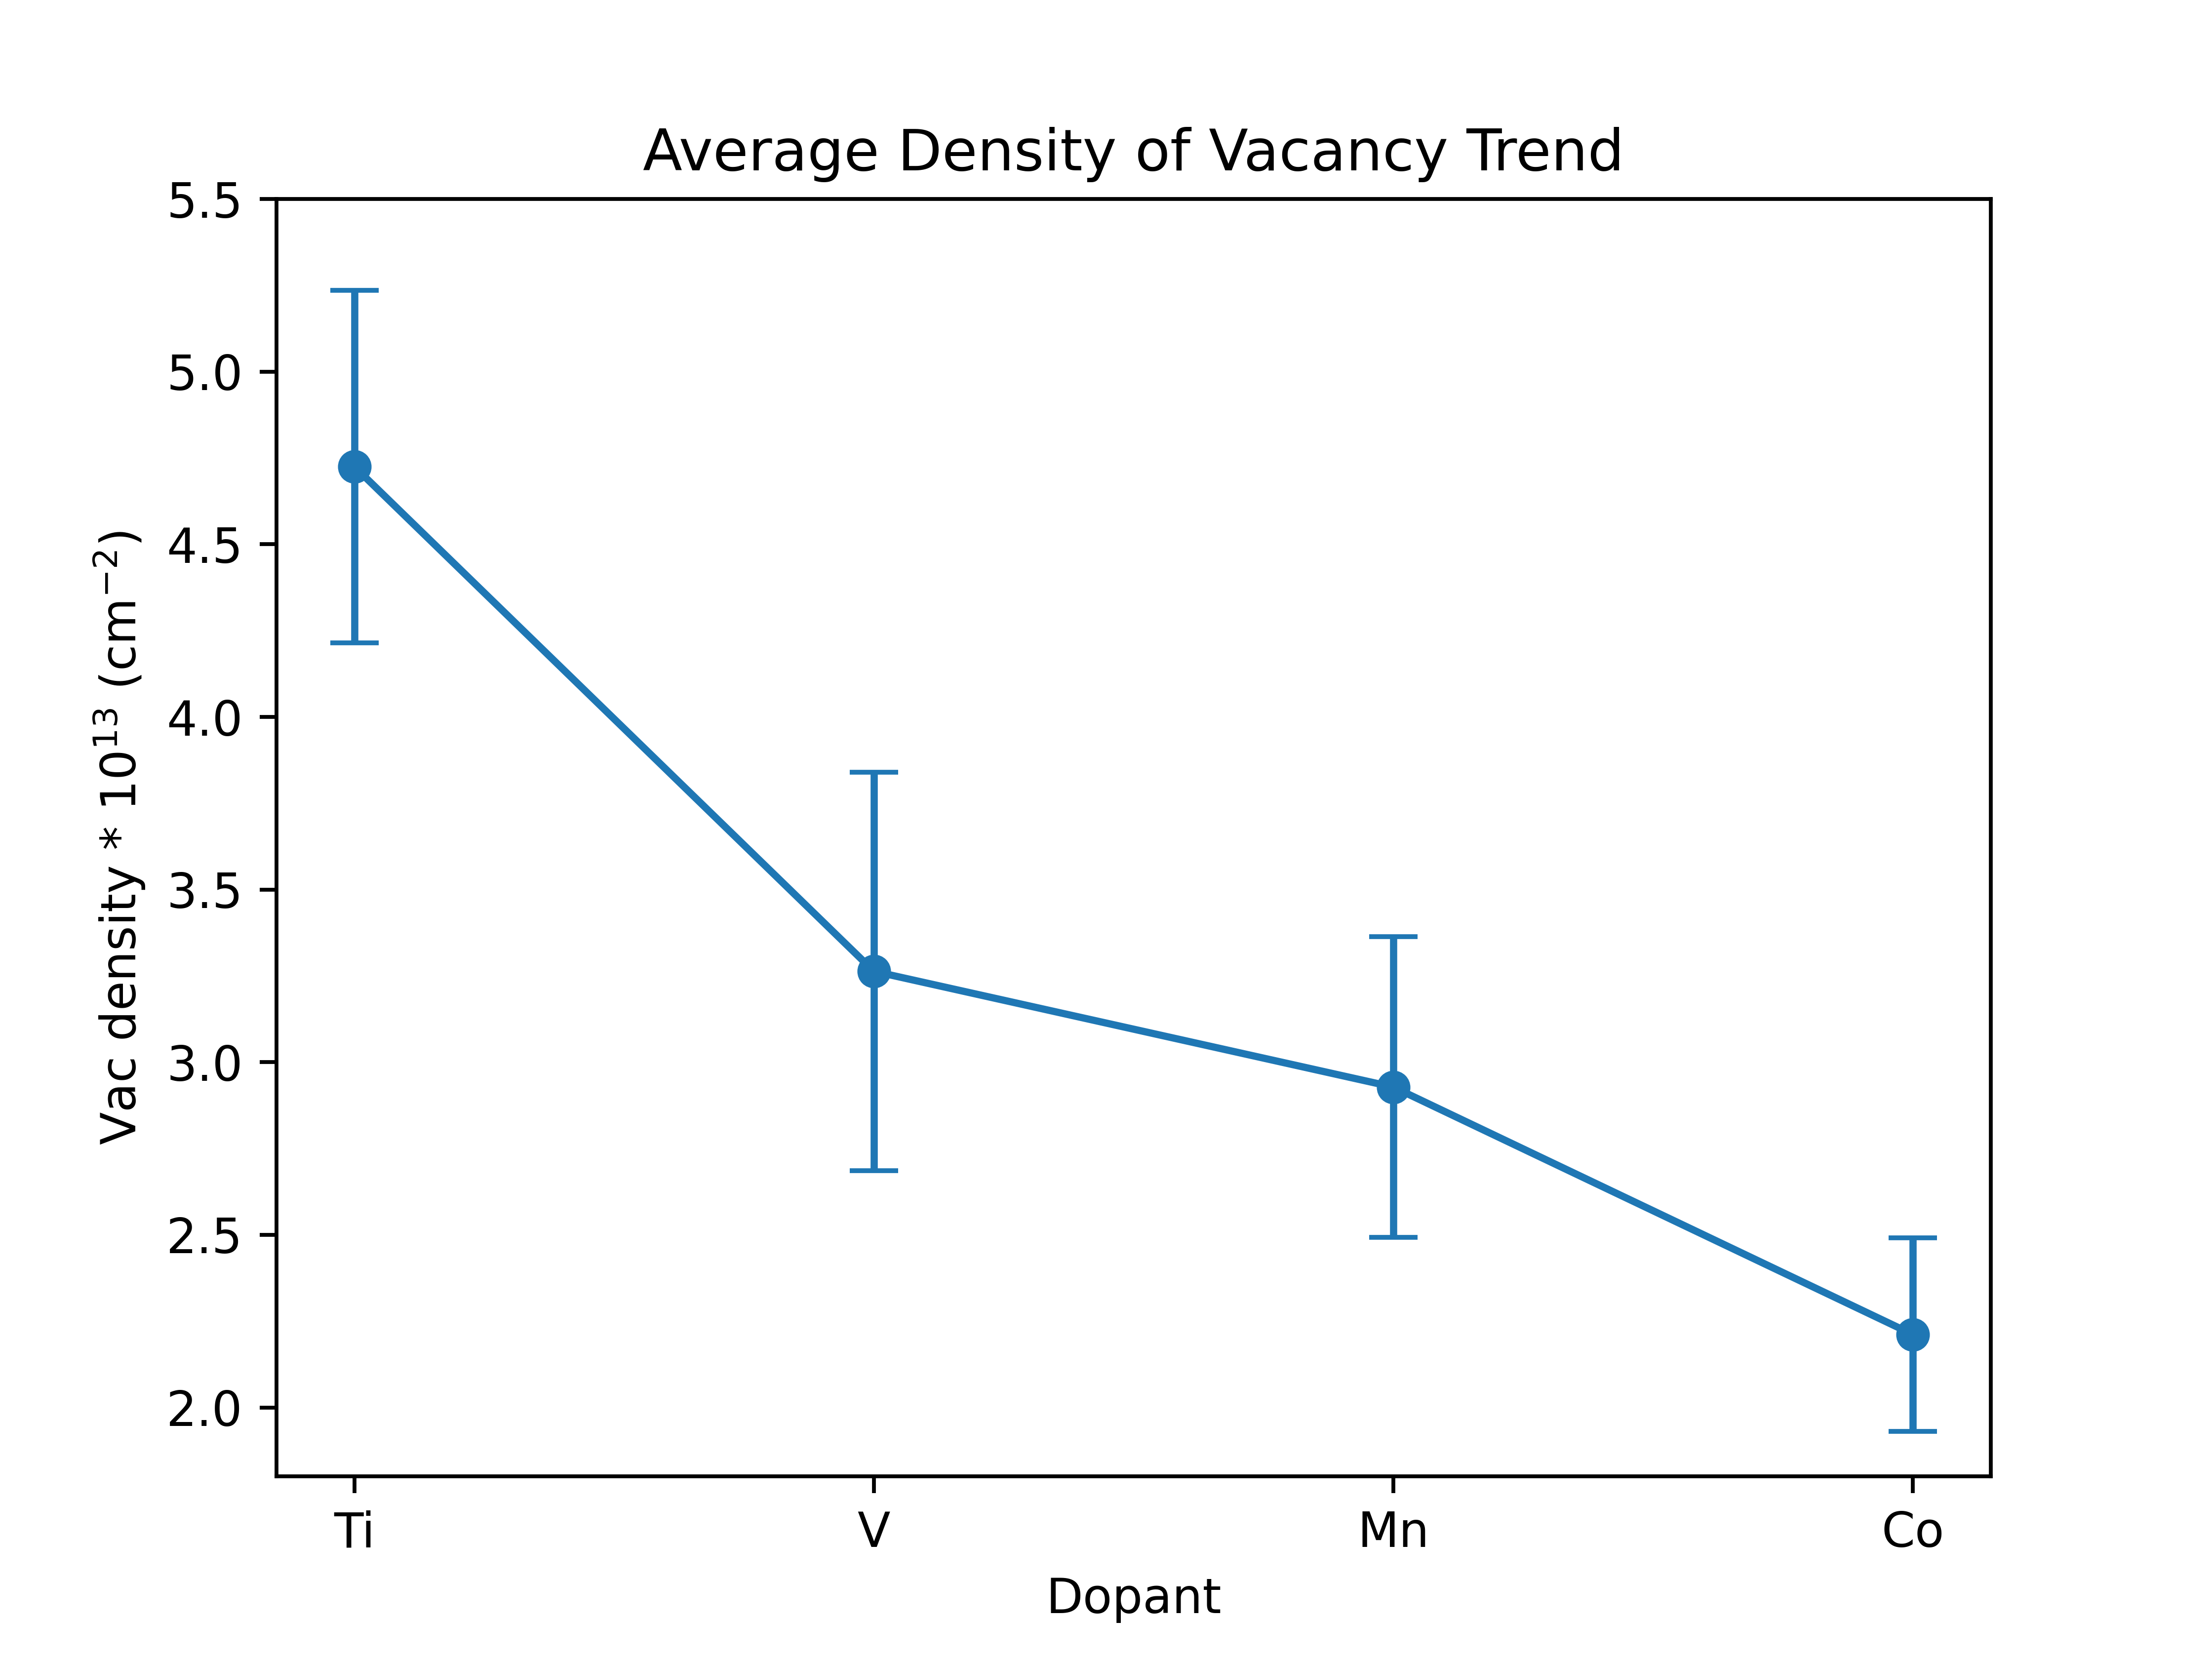 Average Density of Vacancy Trend
Vac density * 10¹³ (cm⁻²)
5.5
5.0
4.5
4.0
3.5
3.0
2.5
2.0
Ti V Mn Co
Dopant